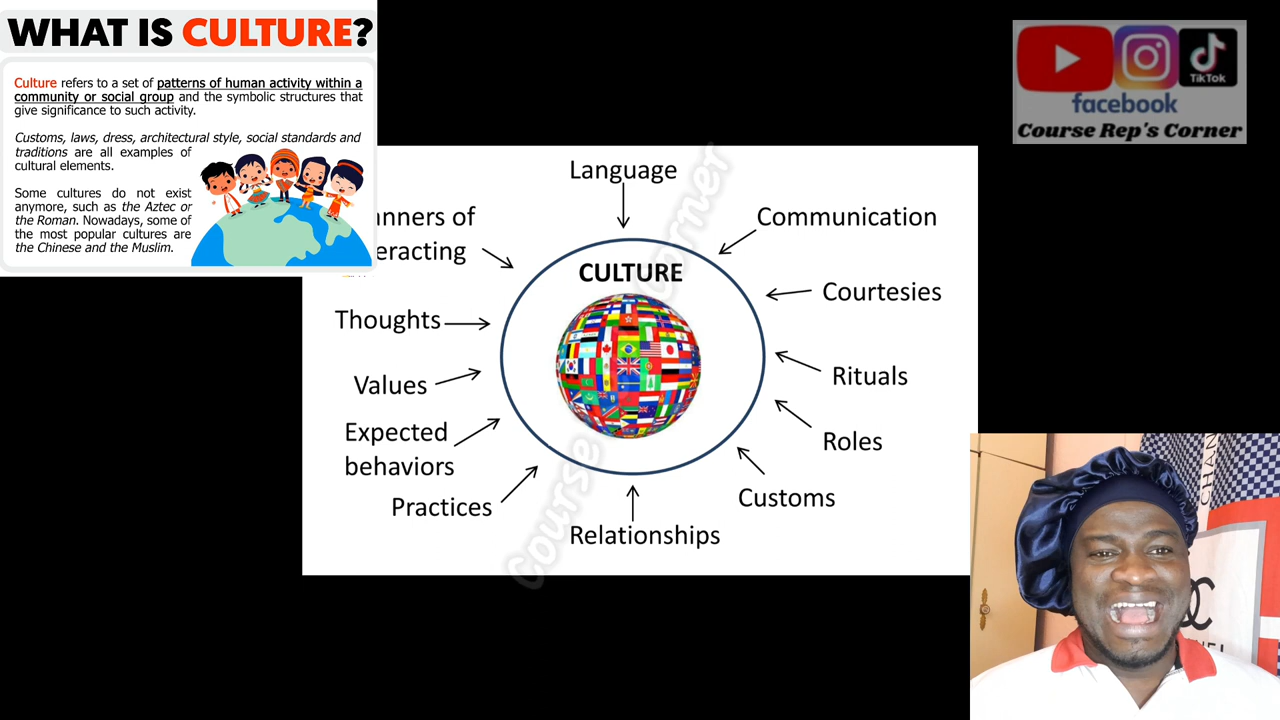 WHAT IS CULTURE?
Culture refers to a set of patterns of human activity within a
community or social group and the symbolic structures that
give significance to such activity.
Customs, laws, dress, architectural style, social standards and
traditions are all examples of
cultural elements.
Some cultures do not exist
anymore, such as the Aztec or
the Roman. Nowadays, some of
the most popular cultures are
the Chinese and the Muslim.
TikTok
facebook
Course Rep's Corner
Language
Communication
Courtesies
Rituals
Roles
Customs
Relationships
Practices
Expected
behaviors
Values
Thoughts
anners of
eracting
CULTURE
Course
Corner
CHAN